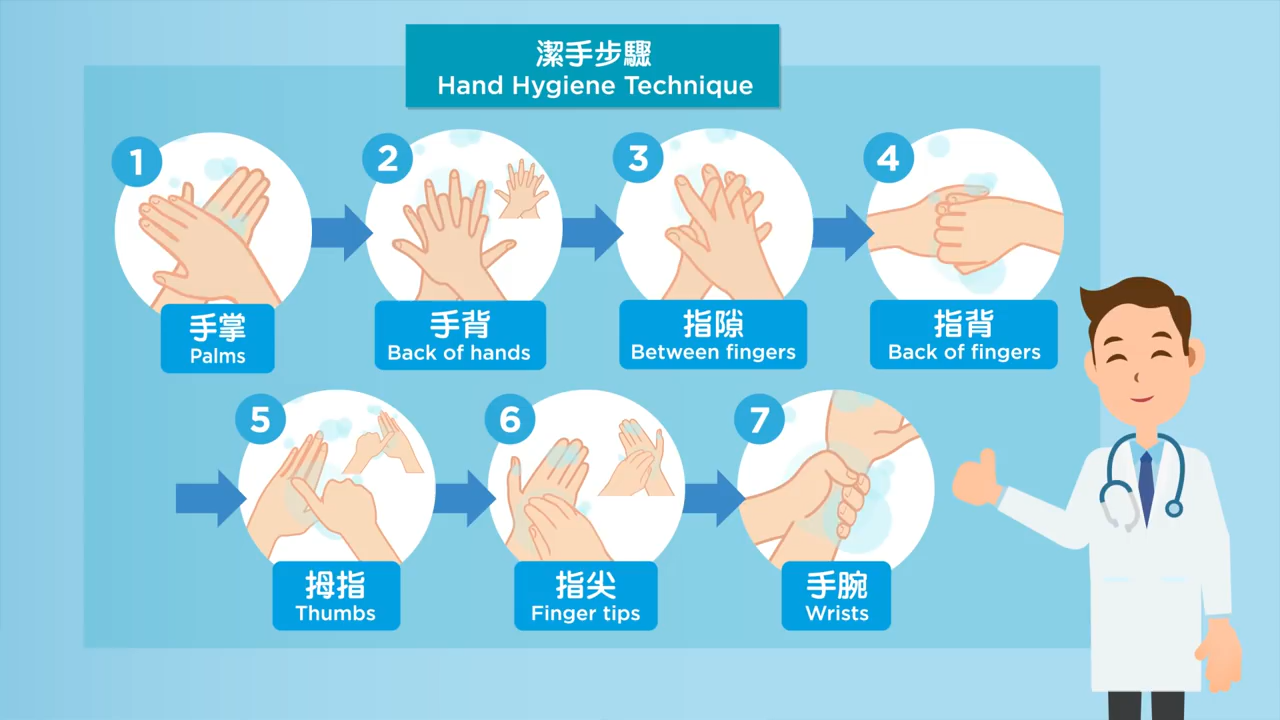 潔手步驟
Hand Hygiene Technique
1
手掌
Palms
2
手背
Back of hands
3
指隙
Between fingers
4
指背
Back of fingers
5
拇指
Thumbs
6
指尖
Finger tips
7
手腕
Wrists